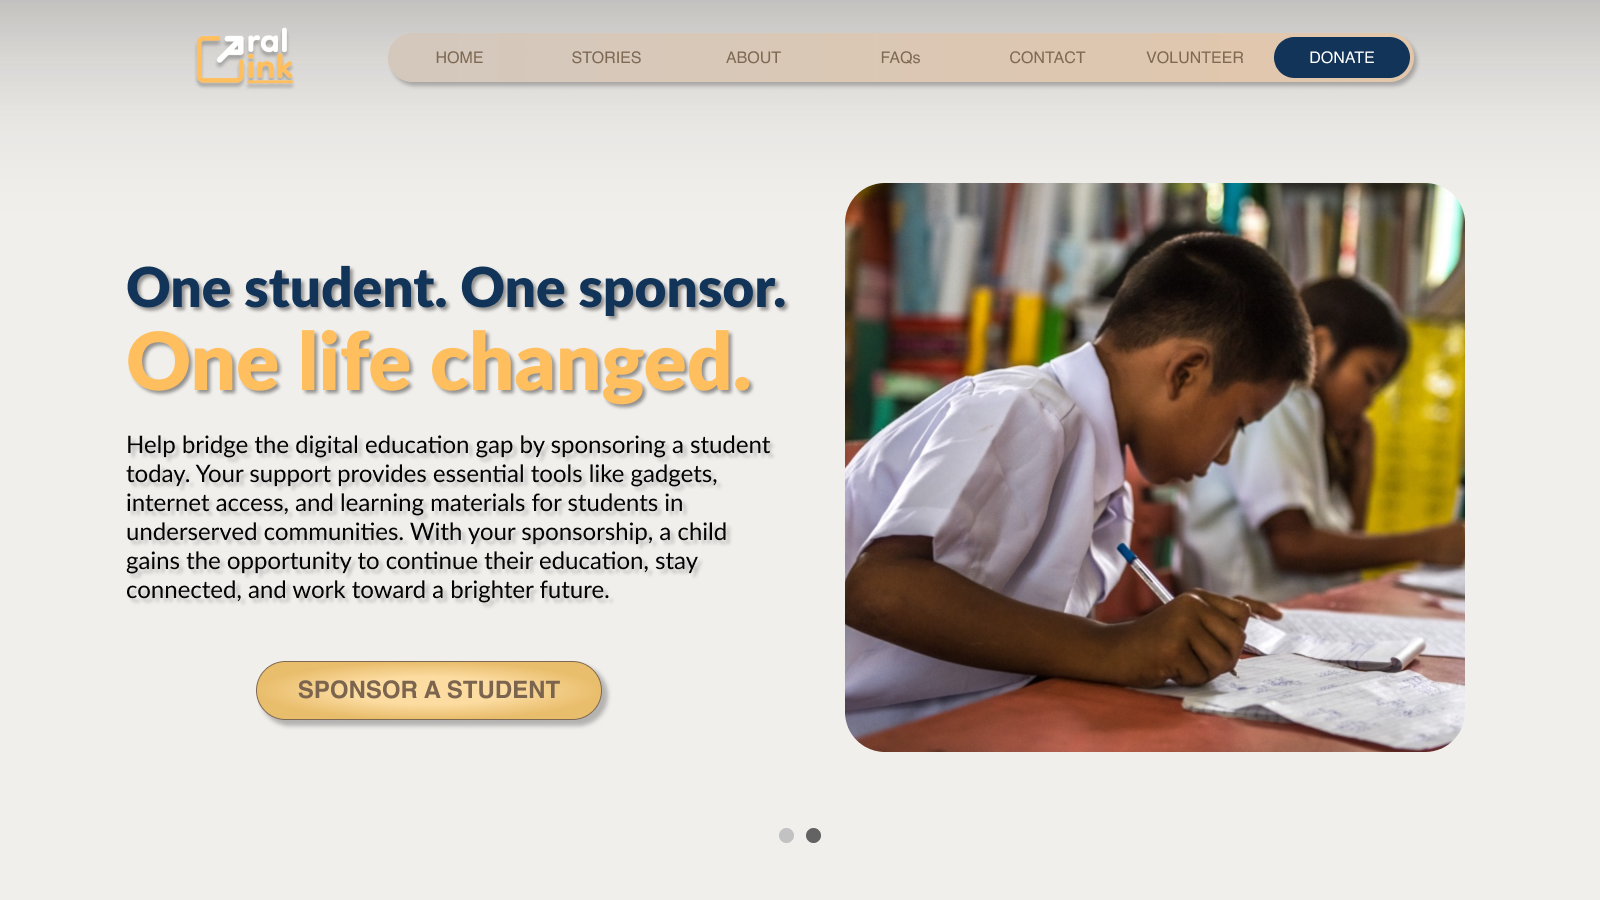 ral
ink
HOME STORIES ABOUT FAQs CONTACT VOLUNTEER DONATE
One student. One sponsor.
One life changed.
Help bridge the digital education gap by sponsoring a student
today. Your support provides essential tools like gadgets,
internet access, and learning materials for students in
underserved communities. With your sponsorship, a child
gains the opportunity to continue their education, stay
connected, and work toward a brighter future.
SPONSOR A STUDENT